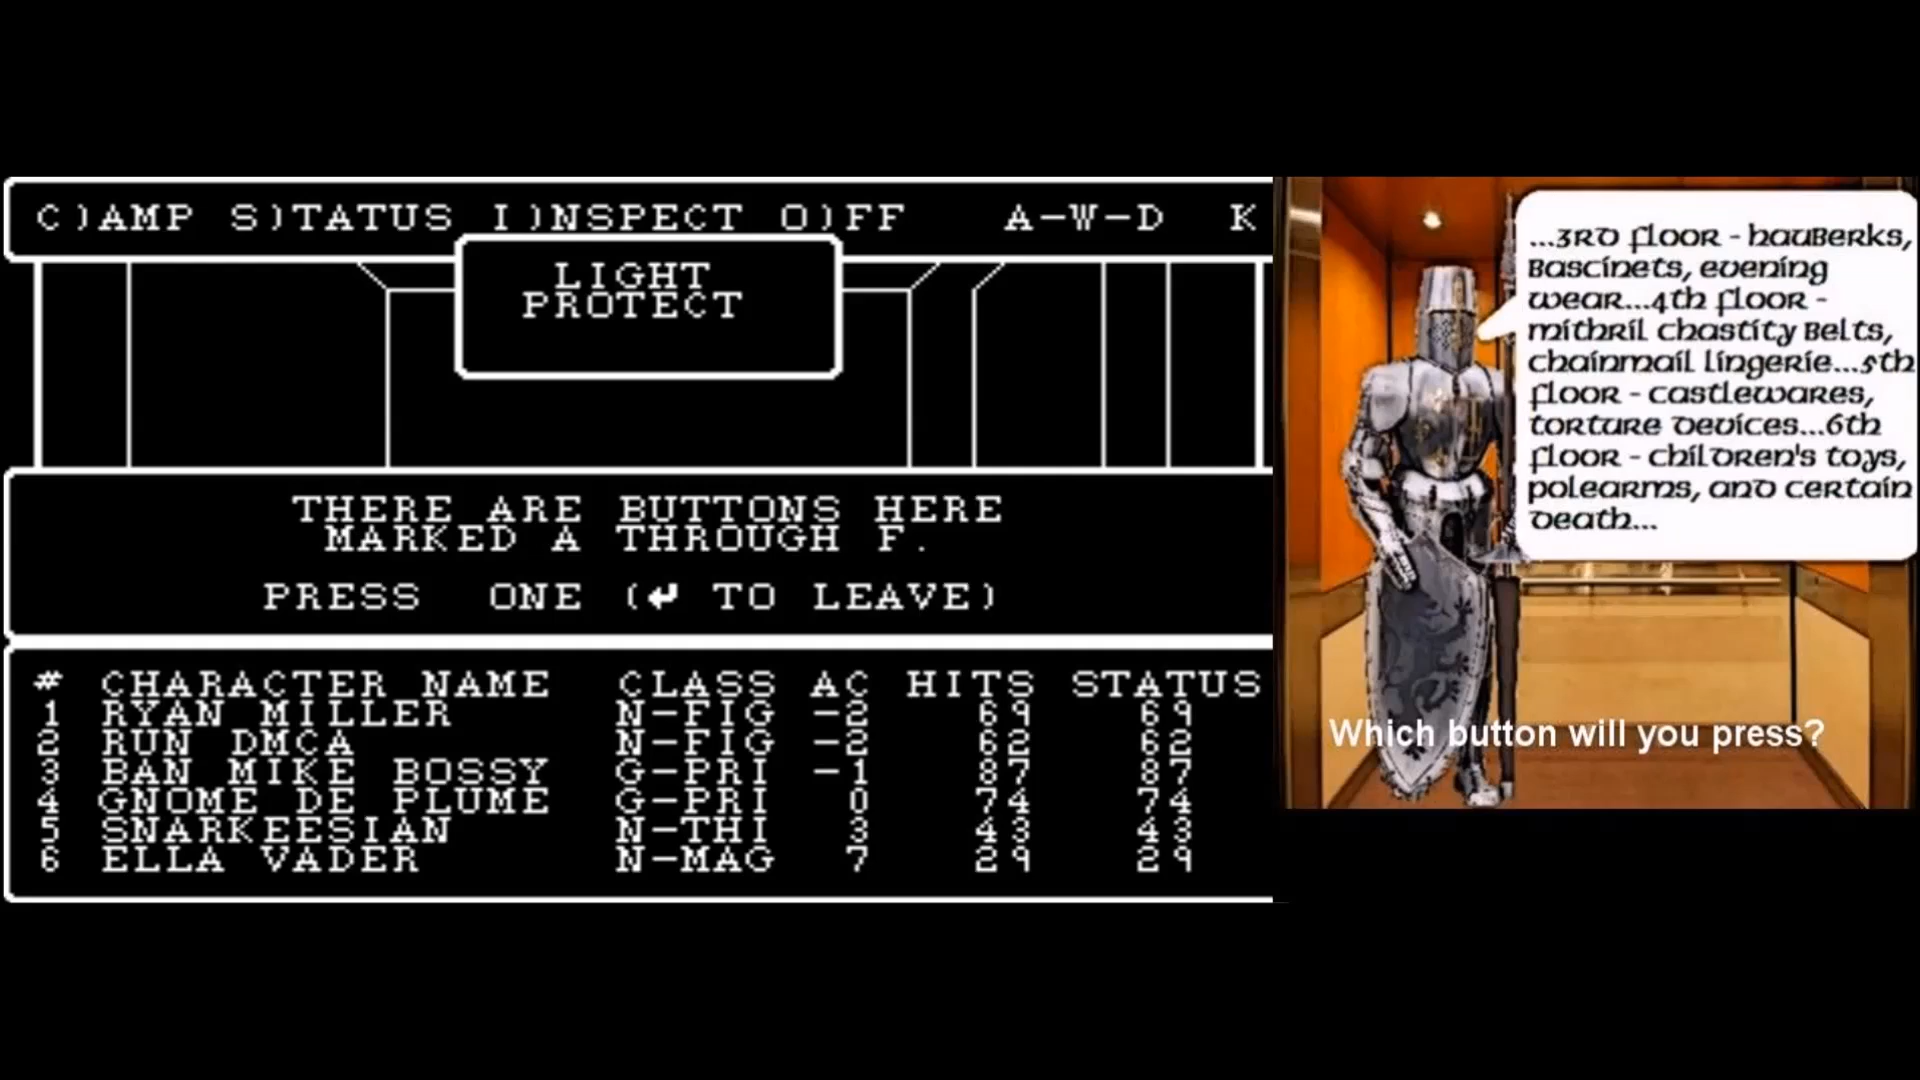 C)AMP S)TATUS I)NSPECT O)FF A-W-D K
LIGHT
PROTECT
THERE ARE BUTTONS HERE
MARKED A THROUGH F.
PRESS ONE (↵ TO LEAVE)
# CHARACTER NAME CLASS AC HITS STATUS
1 RYAN MILLER N-FIG -2 69 69
2 RUN DMCA N-FIG -2 62 62
3 BAN MIKE BOSSY G-PRI -1 87 87
4 GNOME DE PLUME G-PRI 0 74 74
5 SNARKEESIAN N-THI 3 43 43
6 ELLA VADER N-MAG 7 29 29
...3rd floor - hauberks,
bascinets, evening
wear...4th floor -
mithril chastity belts,
chainmail lingerie...5th
floor - castlewares,
torture devices...6th
floor - children's toys,
polearms, and certain
death...
Which button will you press?